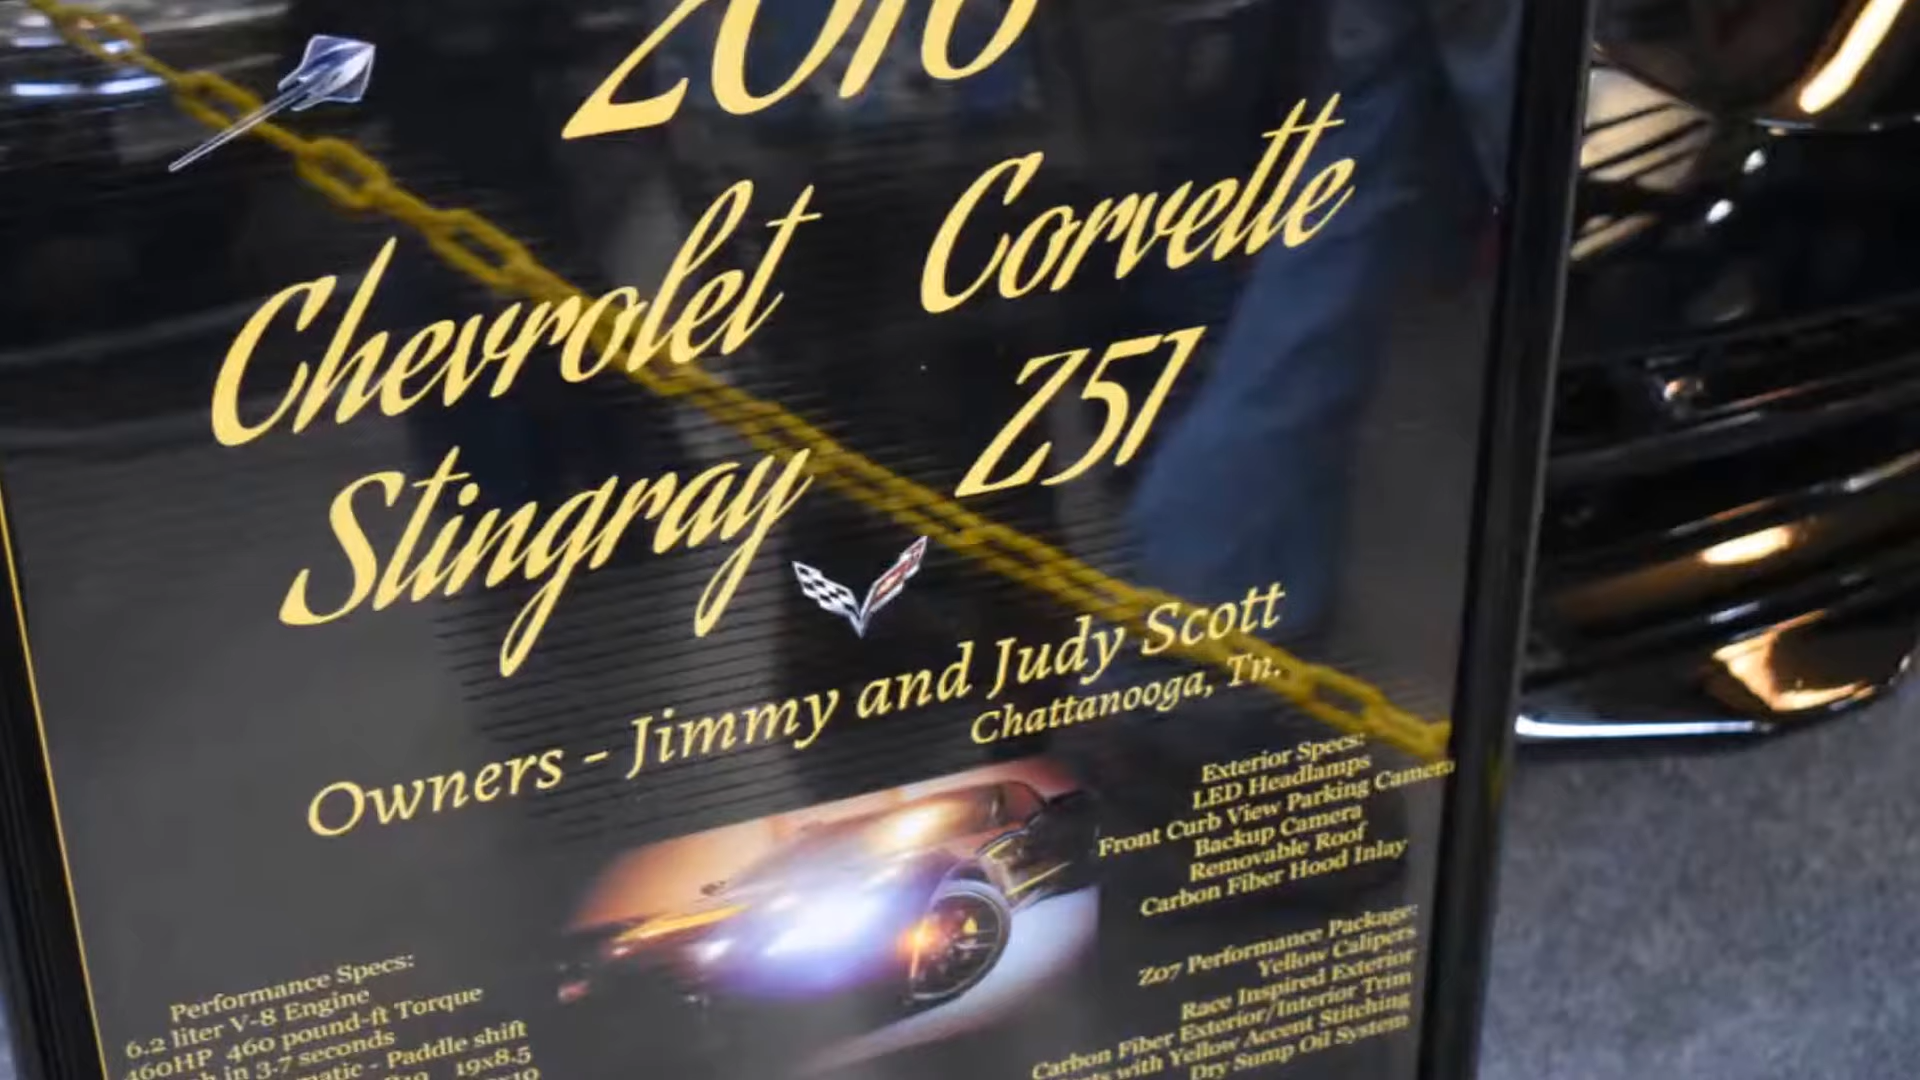 2016
Chevrolet Corvette
Stingray Z51
Owners - Jimmy and Judy Scott
Chattanooga, Tn.
Exterior Specs:
LED Headlamps
Front Curb View Parking Camera
Backup Camera
Removable Roof
Carbon Fiber Hood Inlay
Z07 Performance Package:
Yellow Calipers
Race Inspired Exterior
Carbon Fiber Exterior/Interior Trim
with Yellow Accent Stitching
Dry Sump Oil System
Performance Specs:
6.2 liter V-8 Engine
460HP 460 pound-ft Torque
in 3.7 seconds
- Paddle shift
19x8.5